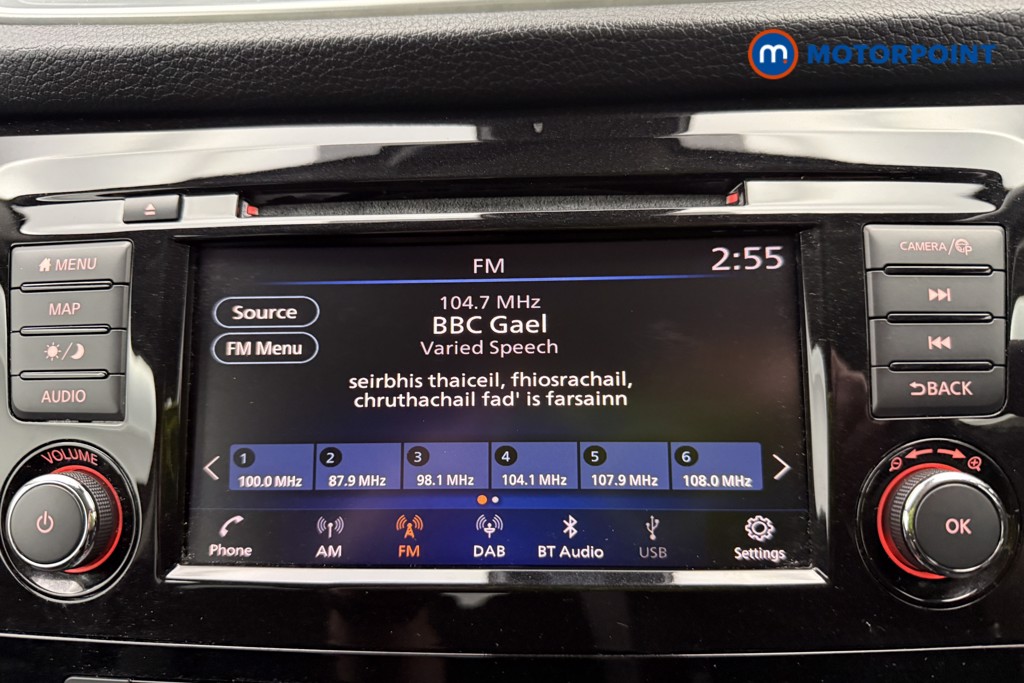 m. MOTORPOINT
MENU
MAP
AUDIO
VOLUME
FM
2:55
Source
FM Menu
104.7 MHz
BBC Gael
Varied Speech
seirbhis thaiceil, fhiosrachail,
chruthachail fad' is farsainn
1 2 3 4 5 6
100.0 MHz 87.9 MHz 98.1 MHz 104.1 MHz 107.9 MHz 108.0 MHz
Phone AM FM DAB BT Audio USB Settings
CAMERA/
BACK
OK